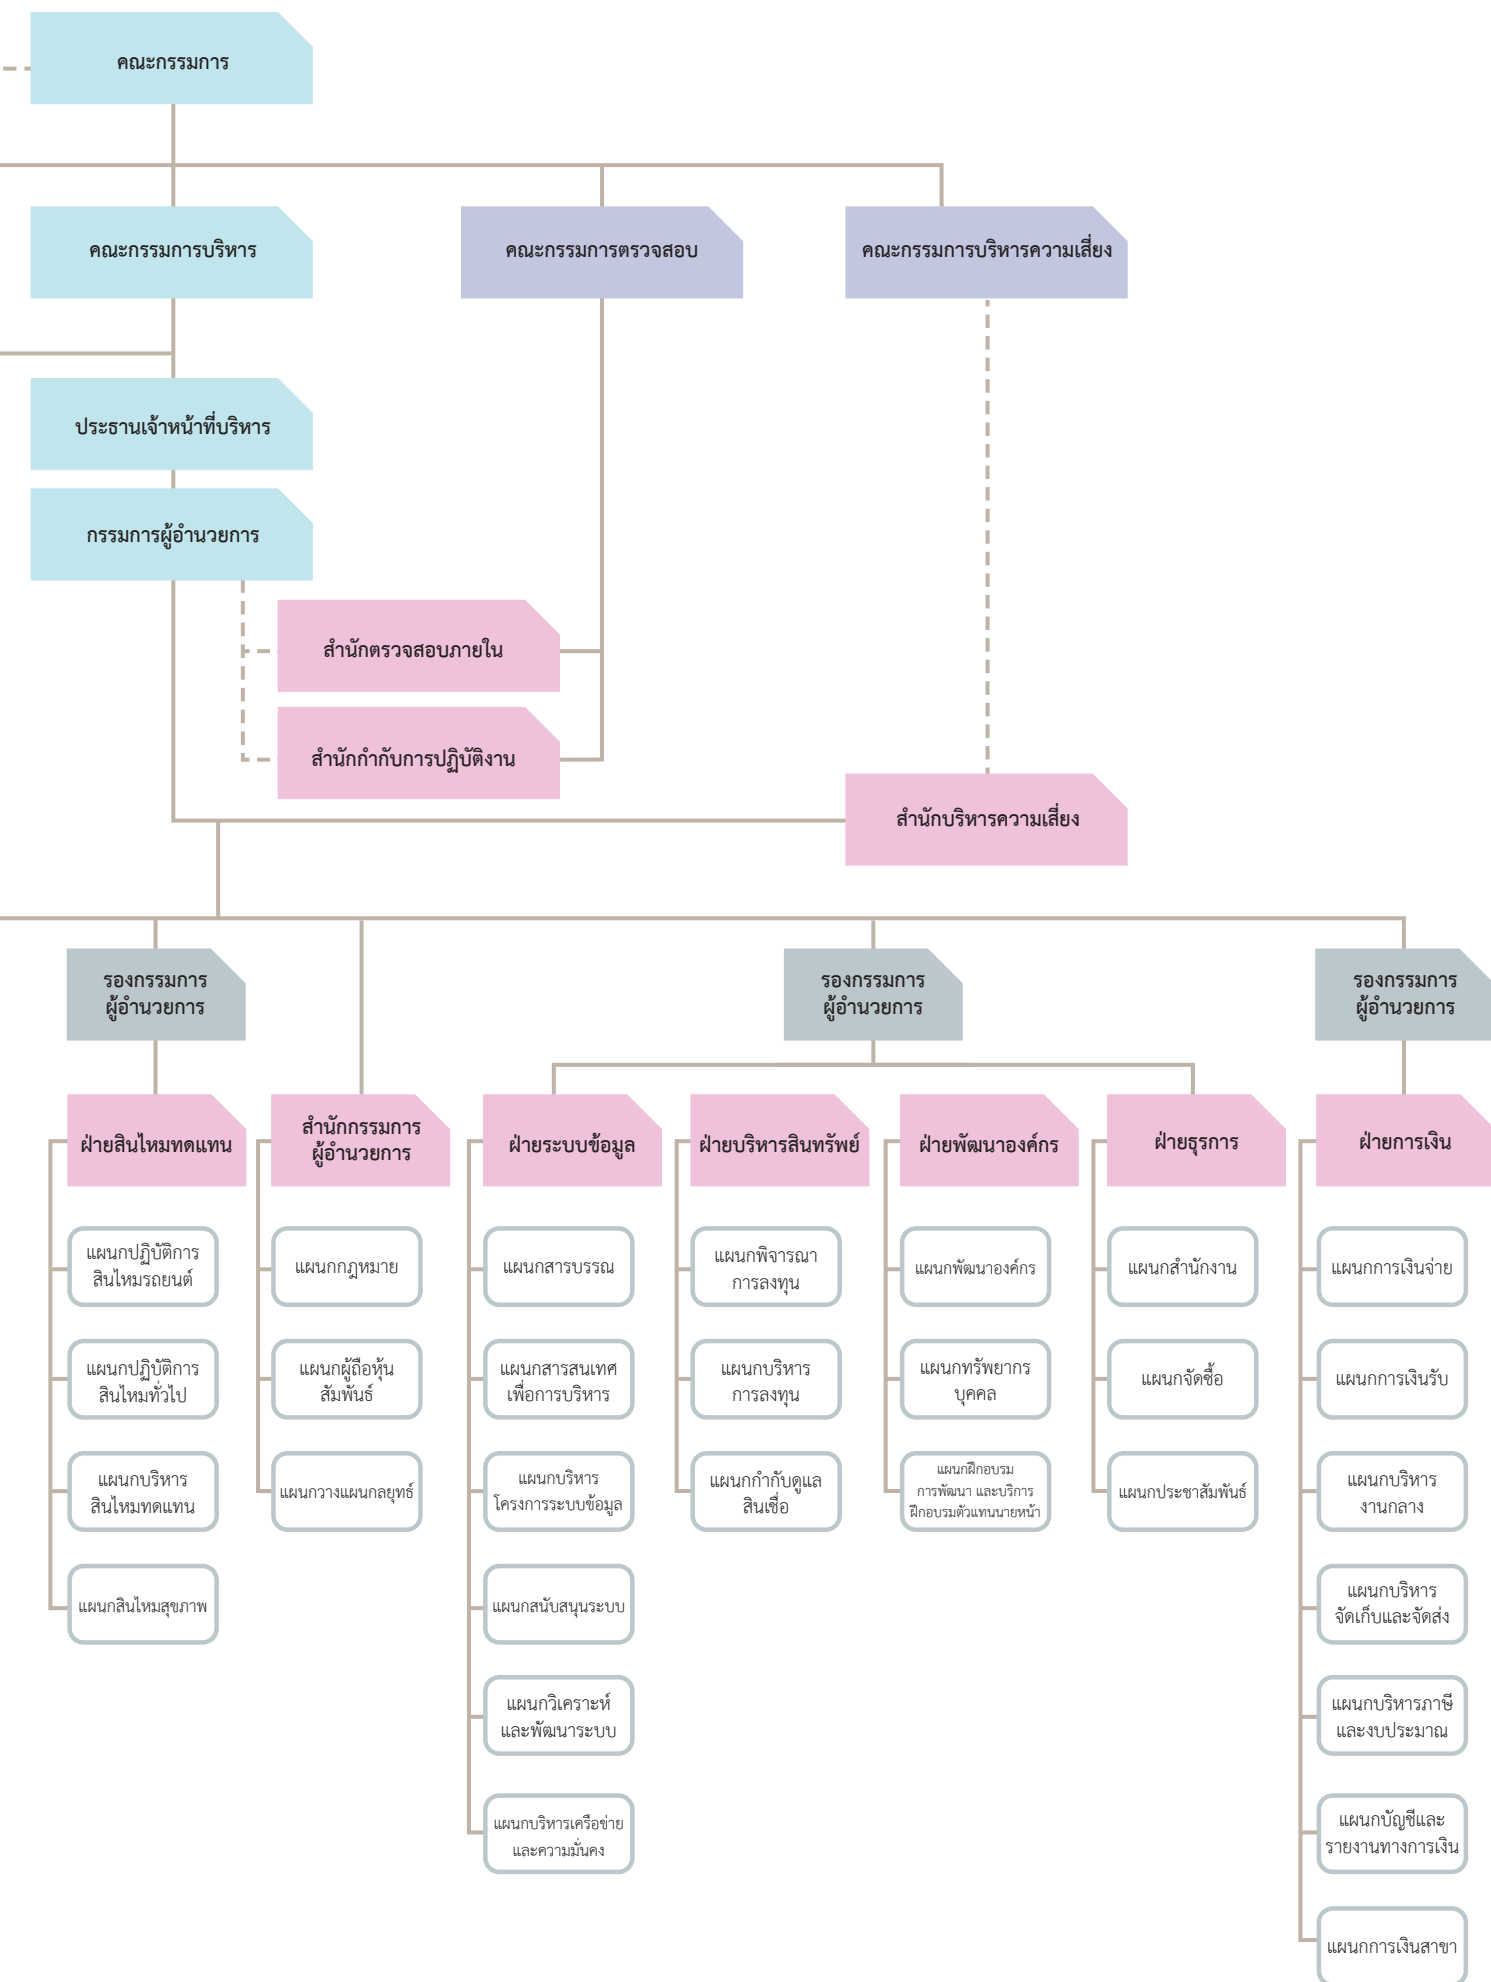 คณะกรรมการ
คณะกรรมการบริหาร
คณะกรรมการตรวจสอบ
คณะกรรมการบริหารความเสี่ยง
ประธานเจ้าหน้าที่บริหาร
กรรมการผู้อำนวยการ
สำนักตรวจสอบภายใน
สำนักกำกับการปฏิบัติงาน
สำนักบริหารความเสี่ยง
รองกรรมการ
ผู้อำนวยการ
รองกรรมการ
ผู้อำนวยการ
รองกรรมการ
ผู้อำนวยการ
ฝ่ายสินไหมทดแทน
แผนกปฏิบัติการ
สินไหมรถยนต์
แผนกปฏิบัติการ
สินไหมทั่วไป
แผนกบริหาร
สินไหมทดแทน
แผนกสินไหมสุขภาพ
สำนักกรรมการ
ผู้อำนวยการ
แผนกกฎหมาย
แผนกผู้ถือหุ้น
สัมพันธ์
แผนกวางแผนกลยุทธ์
ฝ่ายระบบข้อมูล
แผนกสารบรรณ
แผนกสารสนเทศ
เพื่อการบริหาร
แผนกบริหาร
โครงการระบบข้อมูล
แผนกสนับสนุนระบบ
แผนกวิเคราะห์
และพัฒนาระบบ
แผนกบริหารเครือข่าย
และความมั่นคง
ฝ่ายบริหารสินทรัพย์
แผนกพิจารณา
การลงทุน
แผนกบริหาร
การลงทุน
แผนกกำกับดูแล
สินเชื่อ
ฝ่ายพัฒนาองค์กร
แผนกพัฒนาองค์กร
แผนกทรัพยากร
บุคคล
แผนกฝึกอบรม
การพัฒนา และบริการ
ฝึกอบรมตัวแทนนายหน้า
ฝ่ายธุรการ
แผนกสำนักงาน
แผนกจัดซื้อ
แผนกประชาสัมพันธ์
ฝ่ายการเงิน
แผนกการเงินจ่าย
แผนกการเงินรับ
แผนกบริหาร
งานกลาง
แผนกบริหาร
จัดเก็บและจัดส่ง
แผนกบริหารภาษี
และงบประมาณ
แผนกบัญชีและ
รายงานทางการเงิน
แผนกการเงินสาขา